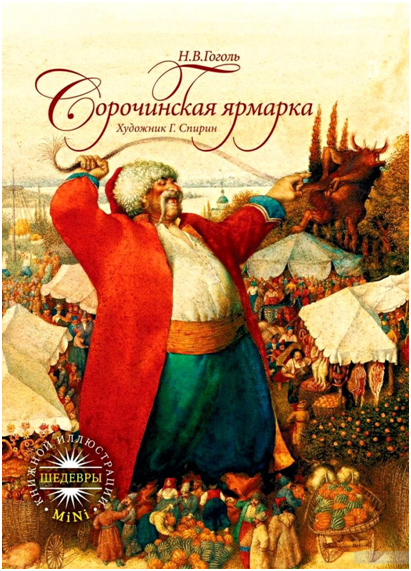 Н.В.Гоголь
Сорочинская ярмарка
Художник Г. Спирин
КНИЖНОЙ ИЛЛЮСТРАЦИИ
ШЕДЕВРЫ
MiNi